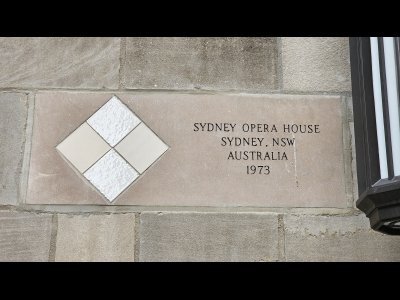 SYDNEY OPERA HOUSE
SYDNEY, NSW
AUSTRALIA
1973